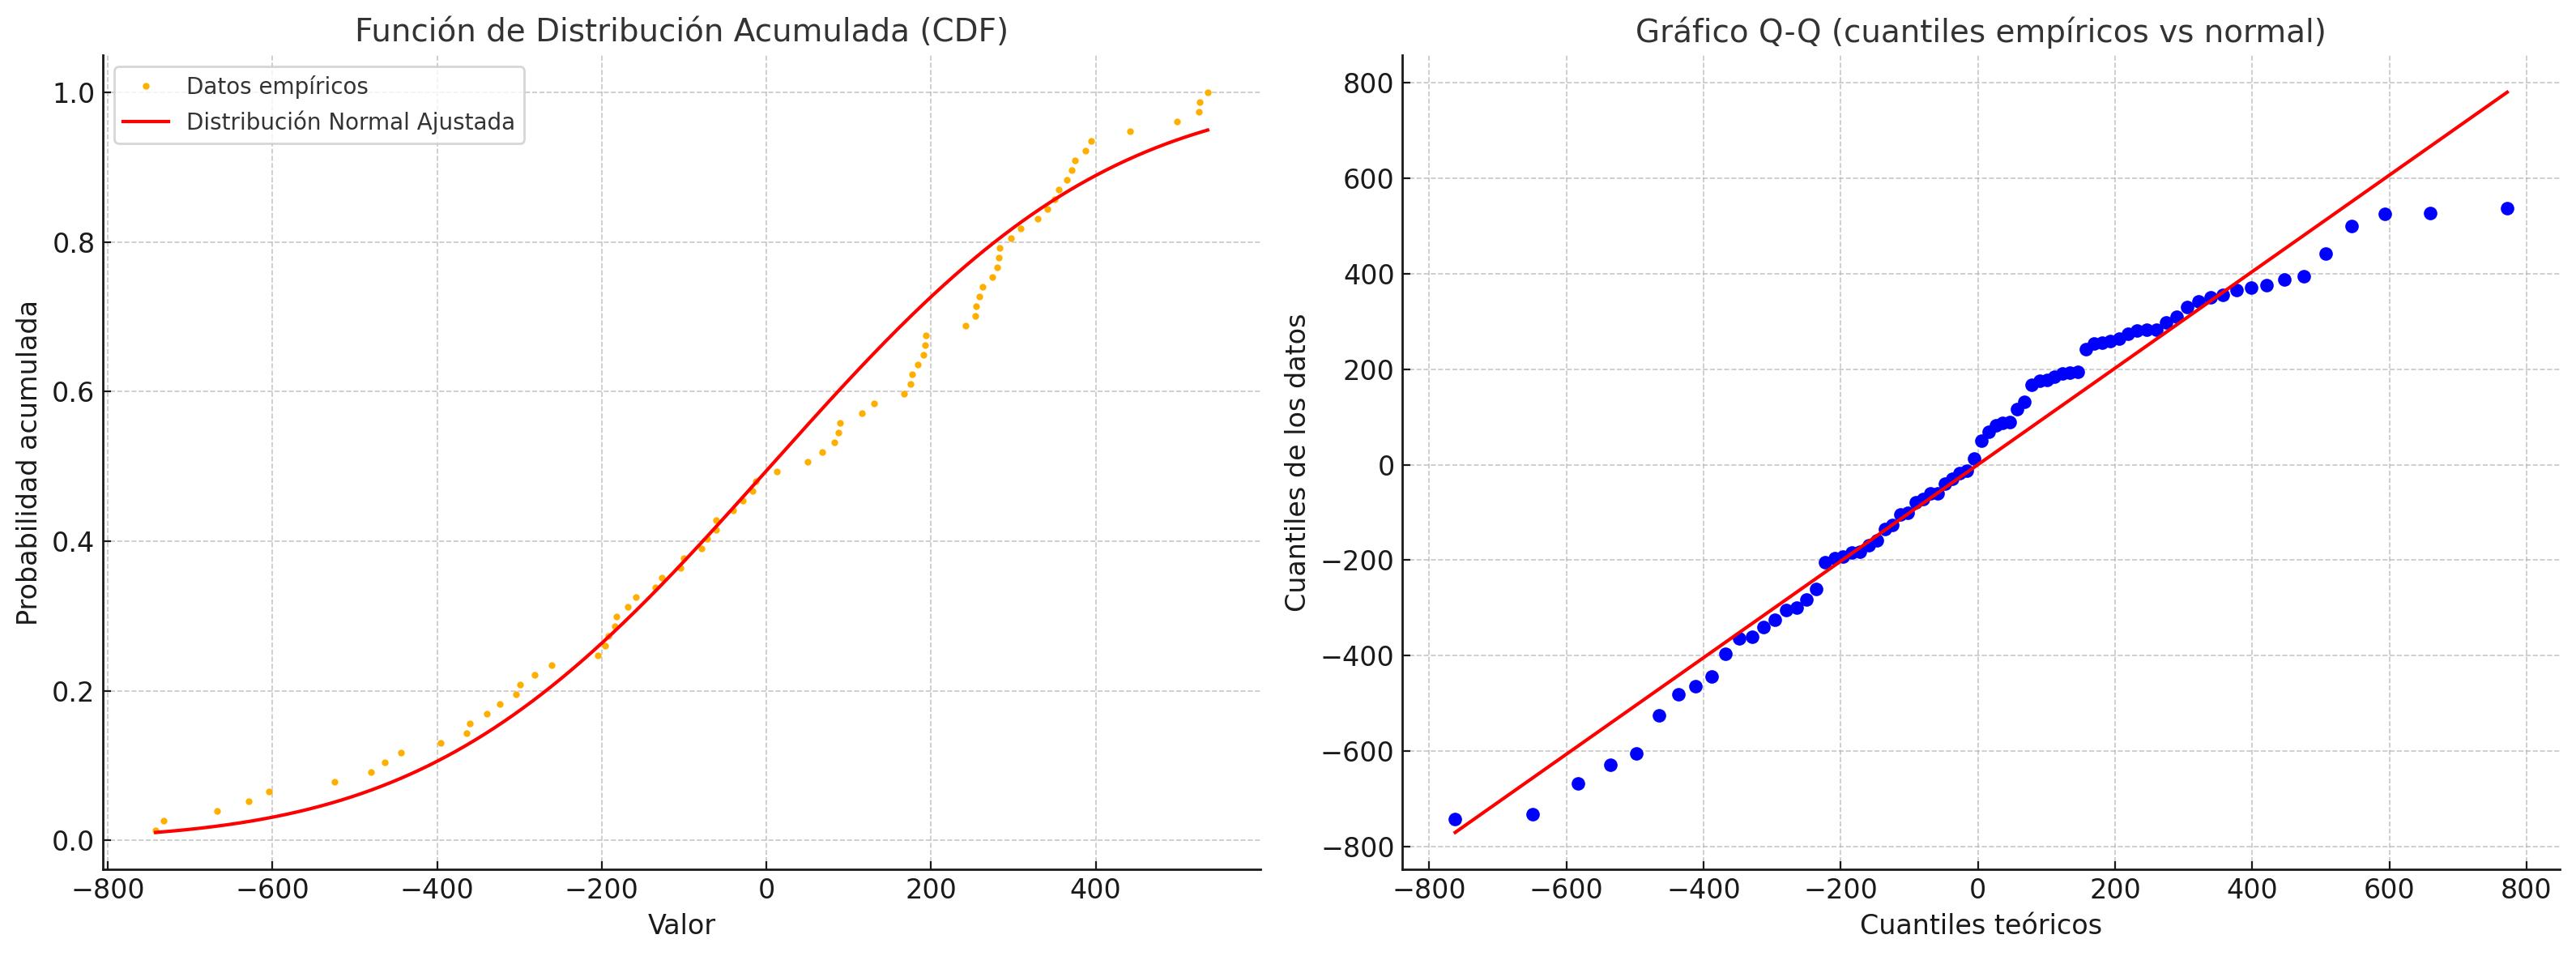 Función de Distribución Acumulada (CDF)
Datos empíricos
Distribución Normal Ajustada
Probabilidad acumulada
1.0
0.8
0.6
0.4
0.2
0.0
−800 −600 −400 −200 0 200 400
Valor
Gráfico Q-Q (cuantiles empíricos vs normal)
Cuantiles de los datos
800
600
400
200
0
−200
−400
−600
−800
−800 −600 −400 −200 0 200 400 600 800
Cuantiles teóricos